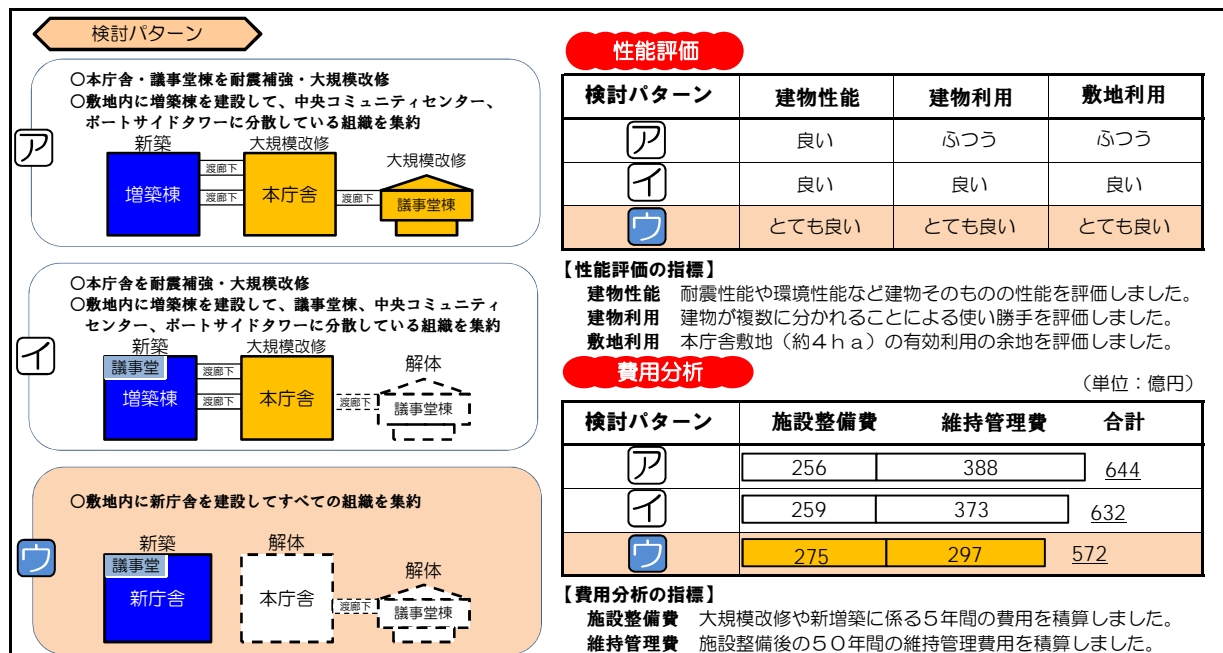 検討パターン
ア
○本庁舎・議事堂棟を耐震補強・大規模改修
○敷地内に増築棟を建設して、中央コミュニティセンター、
ポートサイドタワーに分散している組織を集約
新築
大規模改修
大規模改修
増築棟
渡廊下
渡廊下
本庁舎
渡廊下
議事堂棟
イ
○本庁舎を耐震補強・大規模改修
○敷地内に増築棟を建設して、議事堂棟、中央コミュニティ
センター、ポートサイドタワーに分散している組織を集約
新築
大規模改修
解体
議事堂
増築棟
渡廊下
渡廊下
本庁舎
渡廊下
議事堂棟
ウ
○敷地内に新庁舎を建設してすべての組織を集約
新築
解体
解体
議事堂
新庁舎
本庁舎
渡廊下
議事堂棟
性能評価
検討パターン 建物性能 建物利用 敷地利用
ア 良い ふつう ふつう
イ 良い 良い 良い
ウ とても良い とても良い とても良い
【性能評価の指標】
建物性能 耐震性能や環境性能など建物そのものの性能を評価しました。
建物利用 建物が複数に分かれることによる使い勝手を評価しました。
敷地利用 本庁舎敷地（約４ｈａ）の有効利用の余地を評価しました。
費用分析
（単位：億円）
検討パターン 施設整備費 維持管理費 合計
ア 256 388 644
イ 259 373 632
ウ 275 297 572
【費用分析の指標】
施設整備費 大規模改修や新増築に係る５年間の費用を積算しました。
維持管理費 施設整備後の５０年間の維持管理費用を積算しました。